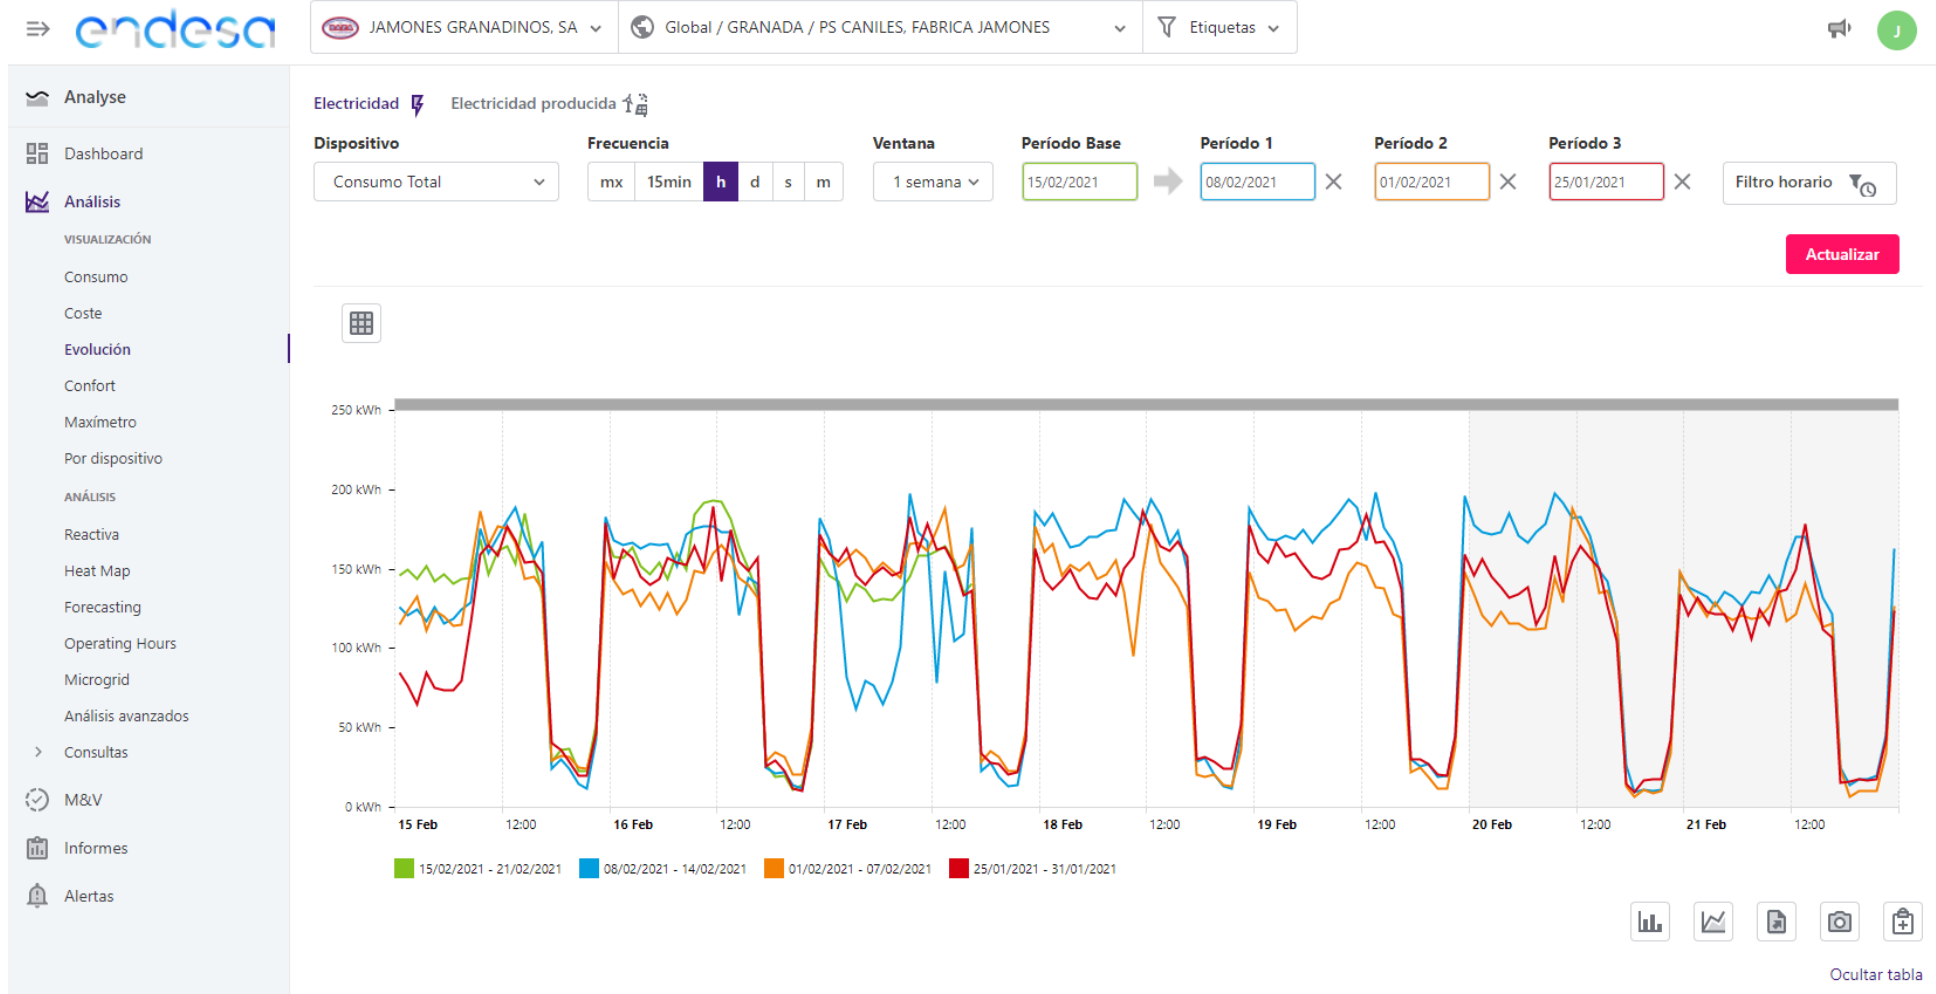 endesa
JAMONES GRANADINOS, SA
Global / GRANADA / PS CANILES, FABRICA JAMONES
Etiquetas
J
Analyse
Dashboard
Análisis
VISUALIZACIÓN
Consumo
Coste
Evolución
Confort
Maxímetro
Por dispositivo
ANÁLISIS
Reactiva
Heat Map
Forecasting
Operating Hours
Microgrid
Análisis avanzados
Consultas
M&V
Informes
Alertas
Electricidad
Electricidad producida
Dispositivo
Consumo Total
Frecuencia
mx 15min h d s m
Ventana
1 semana
Período Base
15/02/2021
Período 1
08/02/2021
Período 2
01/02/2021
Período 3
25/01/2021
Filtro horario
Actualizar
250 kWh
200 kWh
150 kWh
100 kWh
50 kWh
0 kWh
15 Feb 12:00 16 Feb 12:00 17 Feb 12:00 18 Feb 12:00 19 Feb 12:00 20 Feb 12:00 21 Feb 12:00
15/02/2021 - 21/02/2021 08/02/2021 - 14/02/2021 01/02/2021 - 07/02/2021 25/01/2021 - 31/01/2021
Ocultar tabla